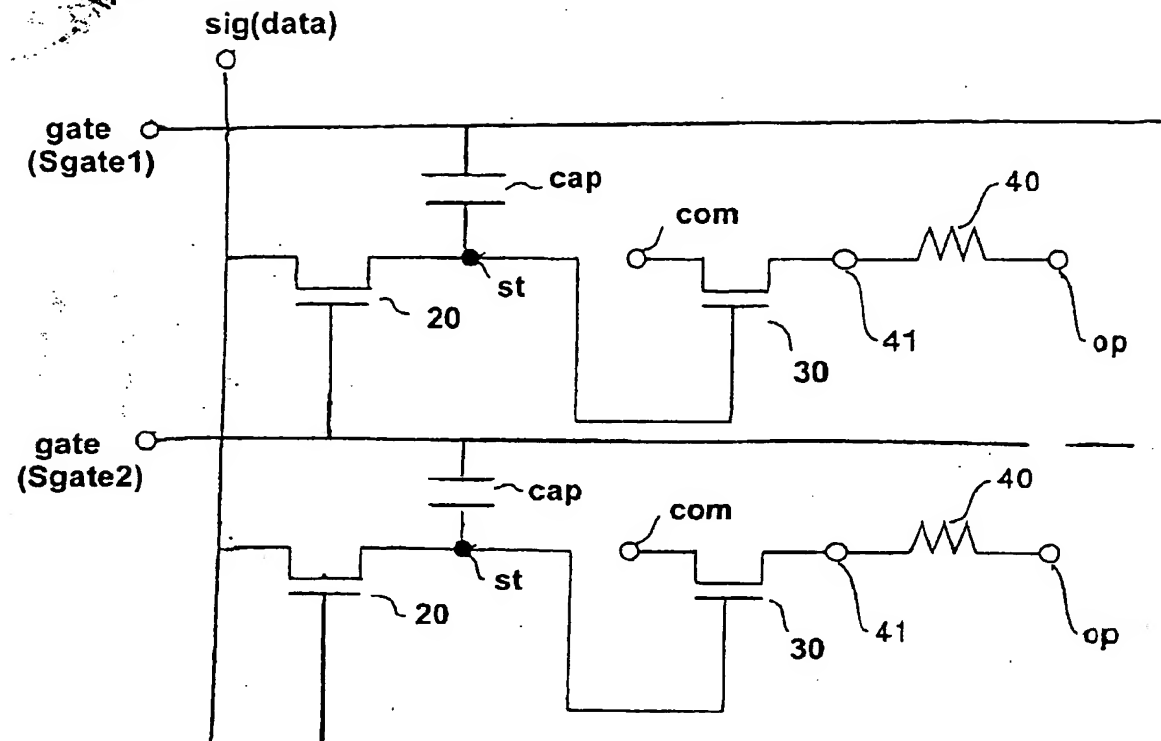 sig(data)
gate
(Sgate1)
cap
com
40
st
20
30
41
op
gate
(Sgate2)
cap
com
40
st
20
30
41
op